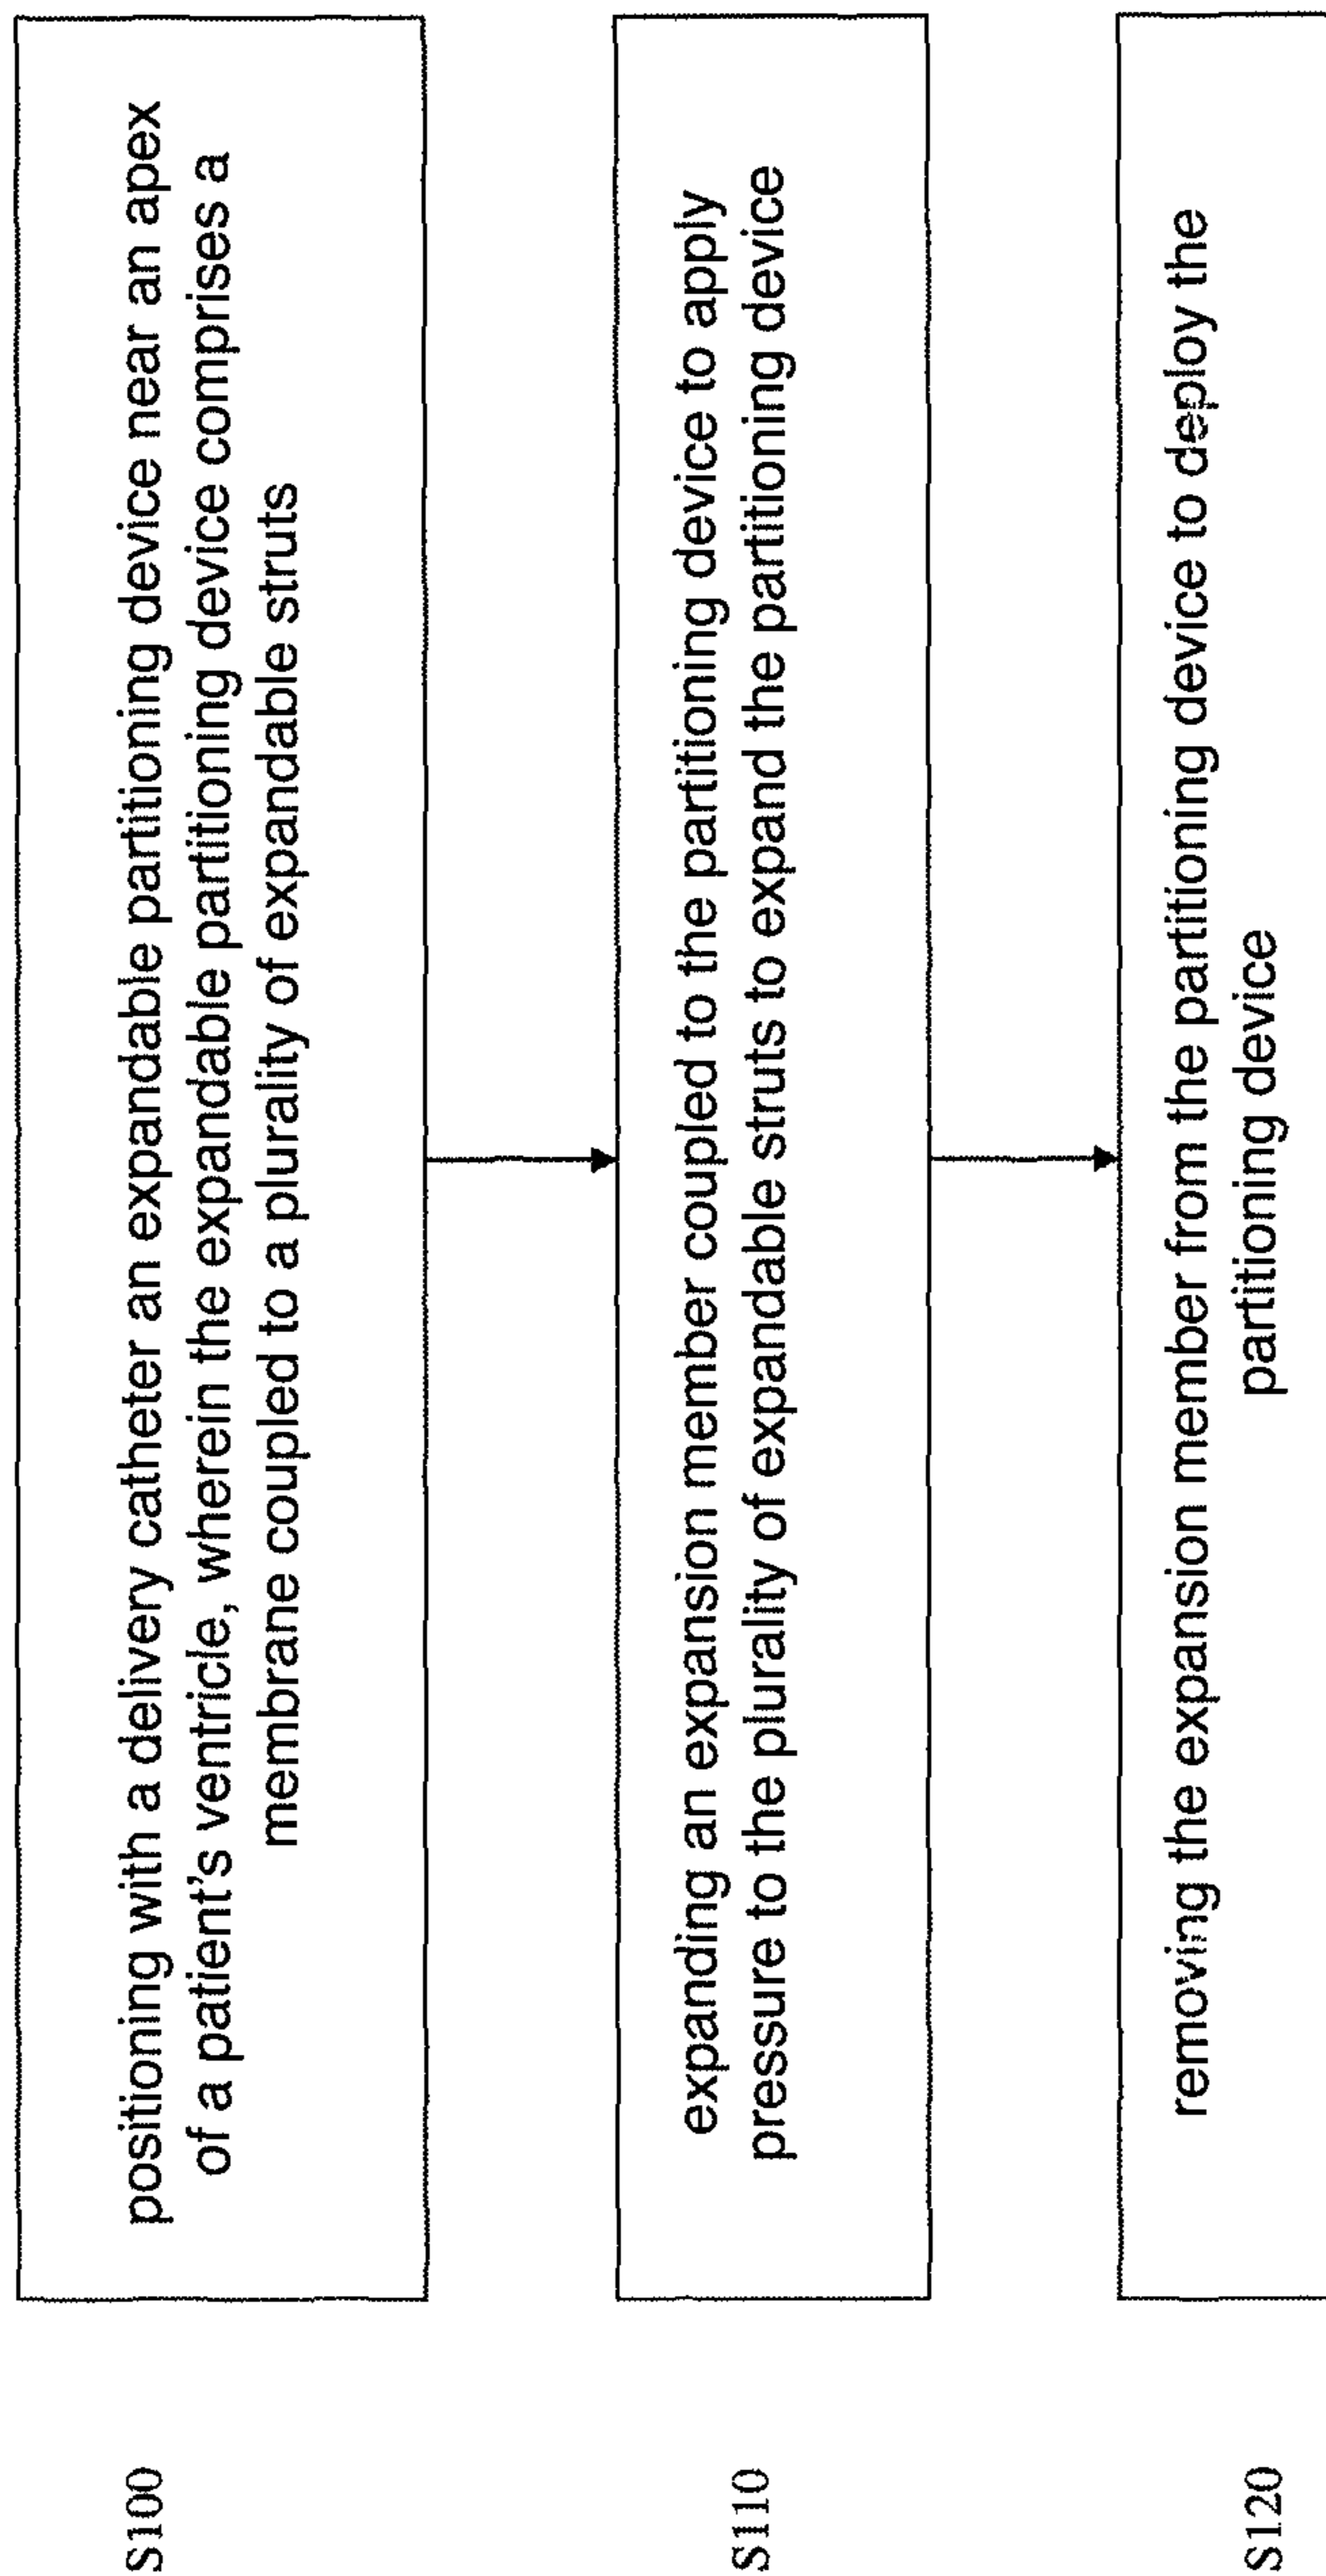 S100
positioning with a delivery catheter an expandable partitioning device near an apex
of a patient's ventricle, wherein the expandable partitioning device comprises a
membrane coupled to a plurality of expandable struts
S110
expanding an expansion member coupled to the partitioning device to apply
pressure to the plurality of expandable struts to expand the partitioning device
S120
removing the expansion member from the partitioning device to deploy the
partitioning device